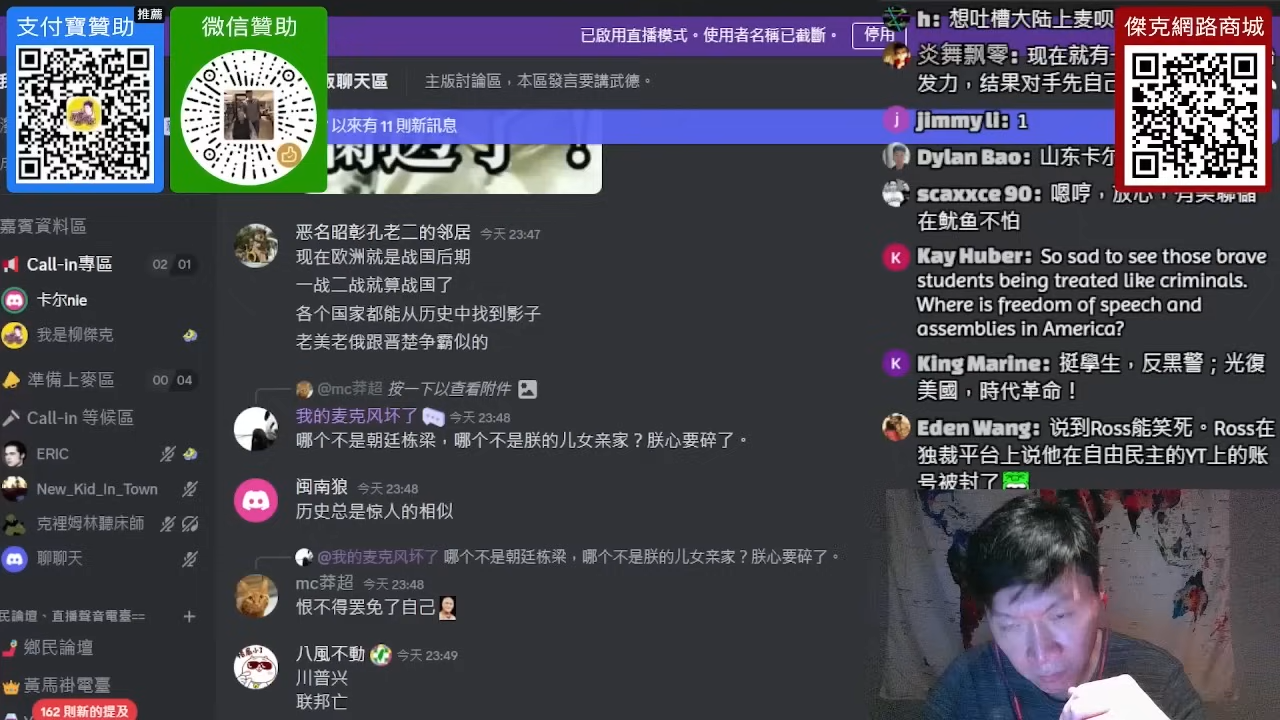 支付寶贊助
推薦
微信贊助
已啟用直播模式。使用者名稱已截斷。
停用
傑克網路商城
版聊天區
主版討論區，本區發言要講武德。
以來有 11 則新訊息
嘉賓資料區
Call-in專區
02 01
卡尔nie
我是柳傑克
準備上麥區
00 04
Call-in 等候區
ERIC
New_Kid_In_Town
克裡姆林聽床師
聊聊天
民論壇、直播聲音電臺==
鄉民論壇
黃馬褂電臺
162 則新的提及
恶名昭彰孔老二的邻居 今天 23:47
现在欧洲就是战国后期
一战二战就算战国了
各个国家都能从历史中找到影子
老美老俄跟晋楚争霸似的
@mc莽超 按一下以查看附件
我的麦克风坏了 今天 23:48
哪个不是朝廷栋梁，哪个不是朕的儿女亲家？朕心要碎了。
闽南狼 今天 23:48
历史总是惊人的相似
@我的麦克风坏了 哪个不是朝廷栋梁，哪个不是朕的儿女亲家？朕心要碎了。
mc莽超 今天 23:48
恨不得罢免了自己
八風不動 今天 23:49
川普兴
联邦亡
h: 想吐槽大陆上麦呗
炎舞飘零: 现在就有一
发力，结果对手先自己
jimmy li: 1
Dylan Bao: 山东卡尔
scaxxce 90: 嗯哼，放心，有美聯儲
在鱿鱼不怕
Kay Huber: So sad to see those brave
students being treated like criminals.
Where is freedom of speech and
assemblies in America?
King Marine: 挺學生，反黑警；光復
美國，時代革命！
Eden Wang: 说到Ross能笑死。Ross在
独裁平台上说他在自由民主的YT上的账
号被封了